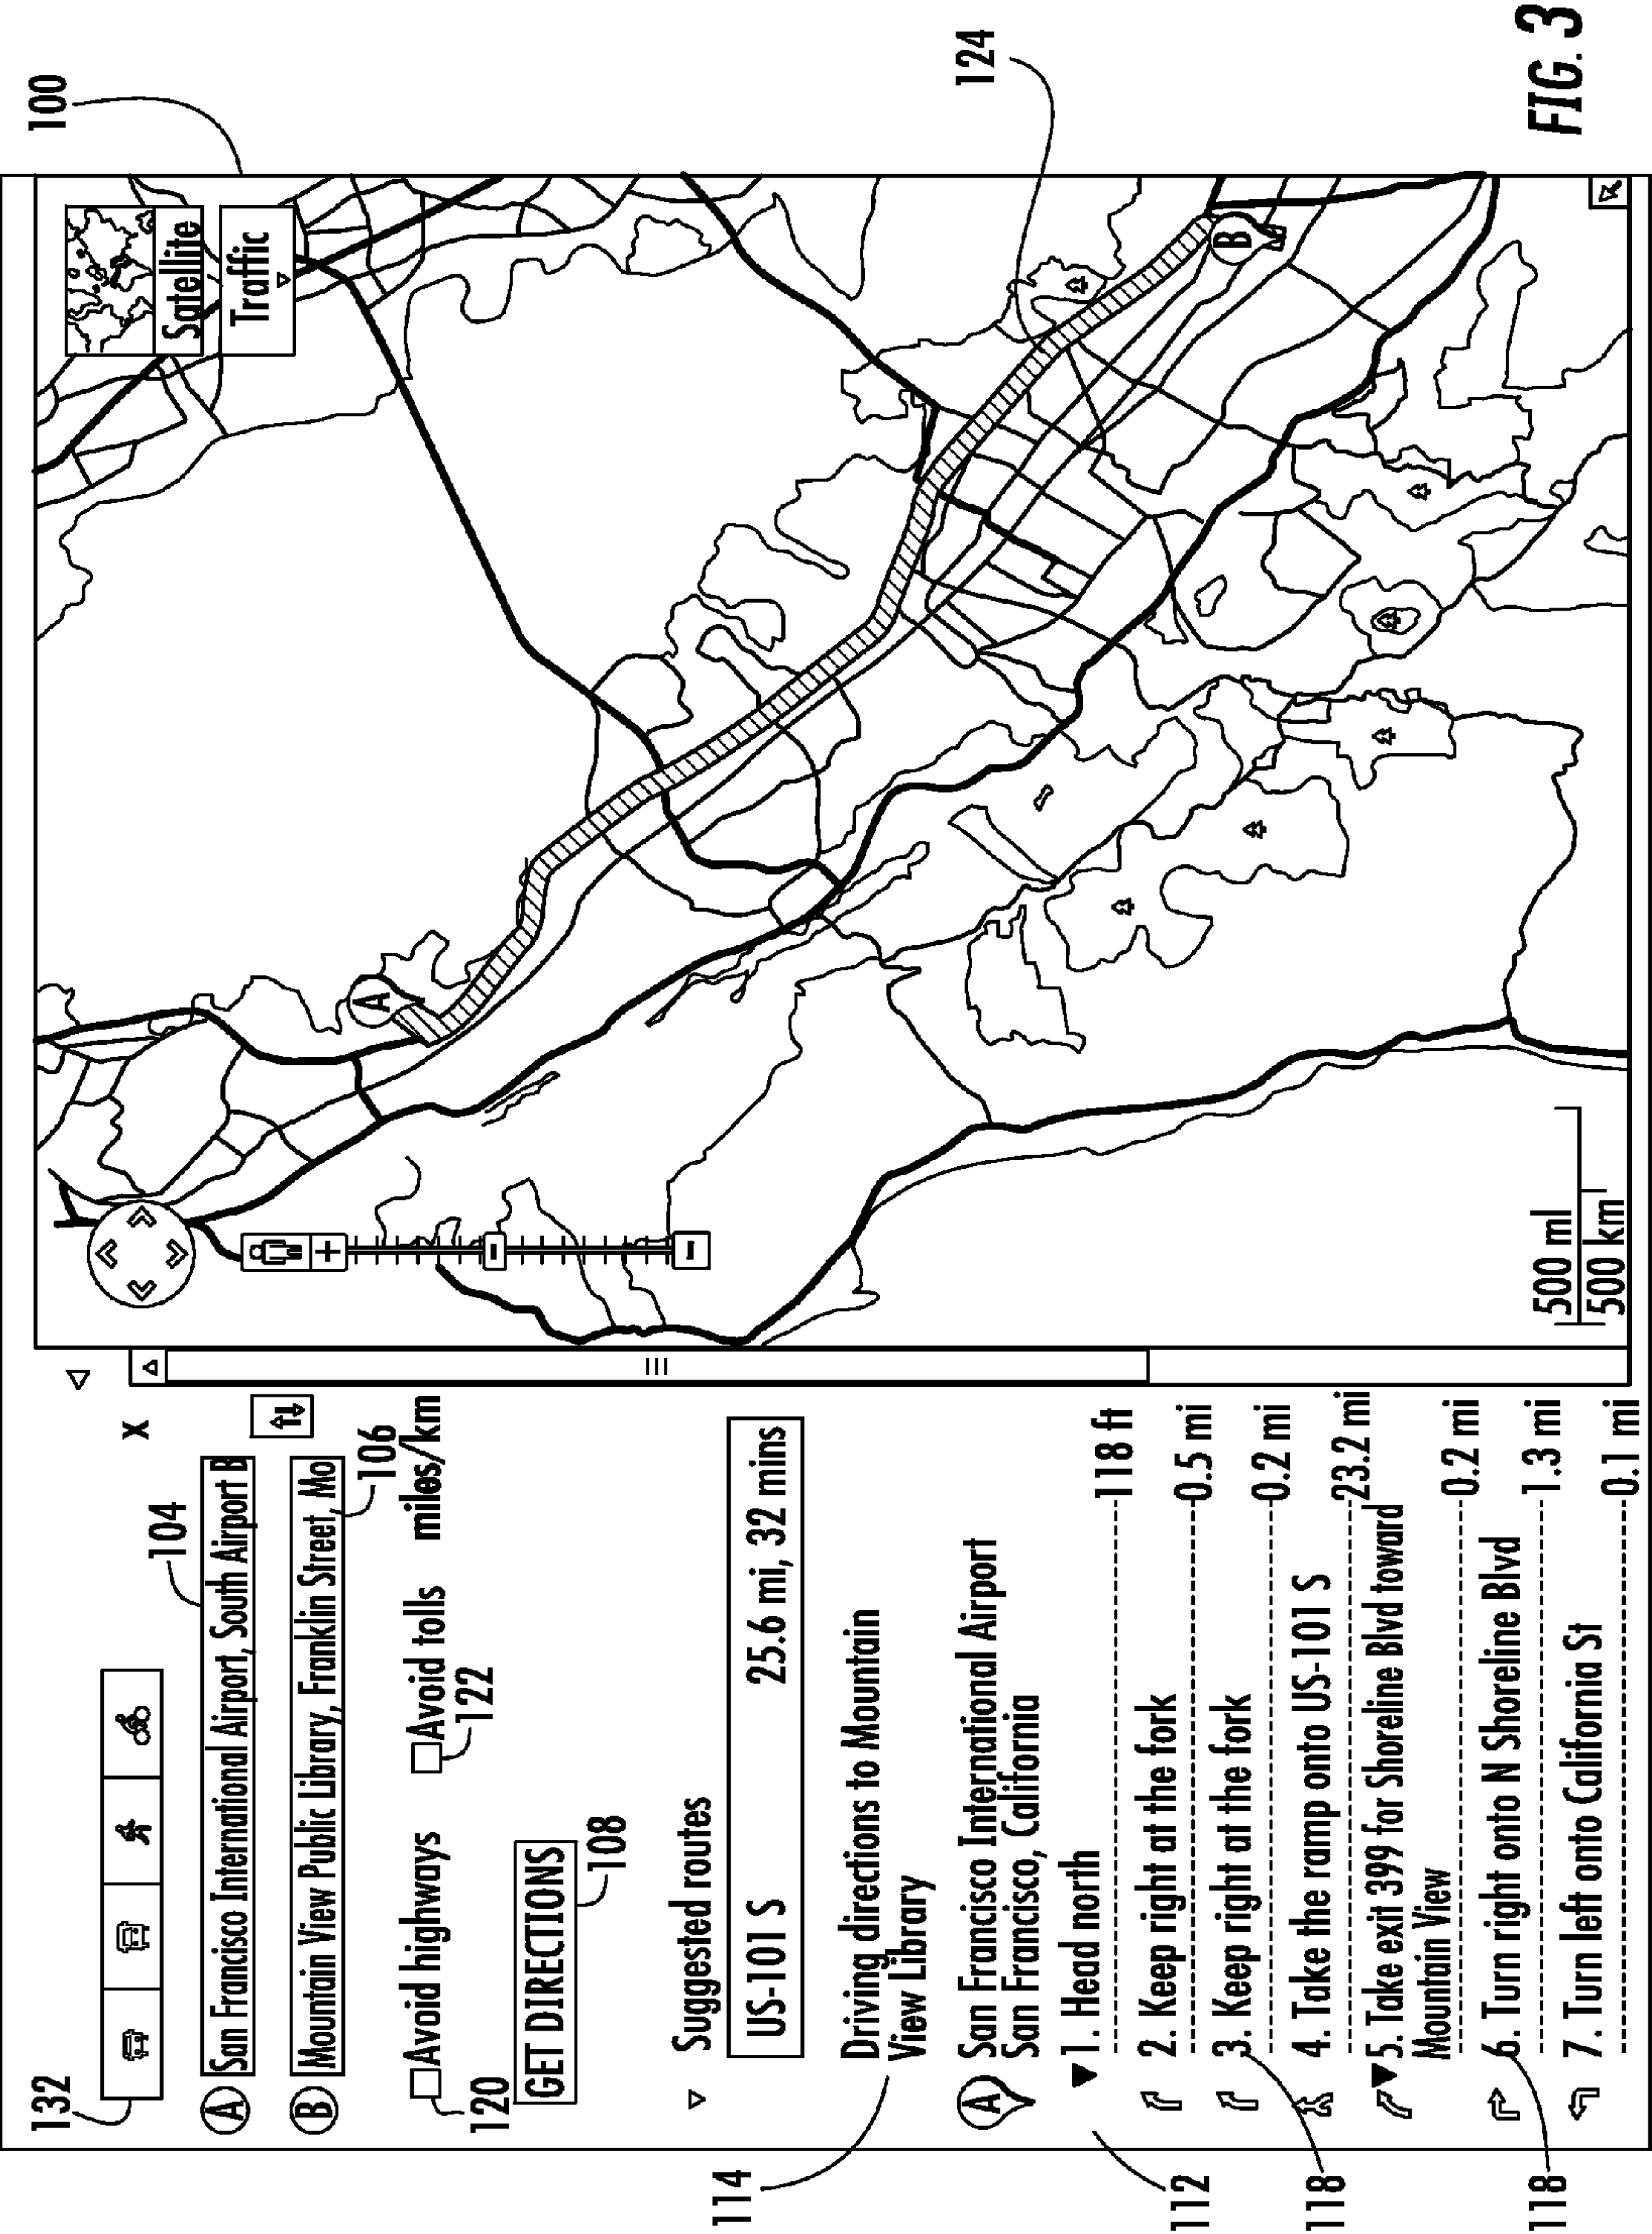 132
104
A San Francisco International Airport, South Airport B
B Mountain View Public Library, Franklin Street, Mo
106
X
Avoid highways Avoid tolls miles/km
120
122
GET DIRECTIONS
108
Suggested routes
US-101 S 25.6 mi, 32 mins
Driving directions to Mountain
View Library
114
A San Francisco International Airport
San Francisco, California
112
1. Head north
118 ft
2. Keep right at the fork
0.5 mi
3. Keep right at the fork
0.2 mi
118
4. Take the ramp onto US-101 S
23.2 mi
5. Take exit 399 for Shoreline Blvd toward
Mountain View
0.2 mi
6. Turn right onto N Shoreline Blvd
1.3 mi
118
7. Turn left onto California St
0.1 mi
100
Satellite
Traffic
+
-
-
A
124
B
500 ml
500 km
FIG. 3